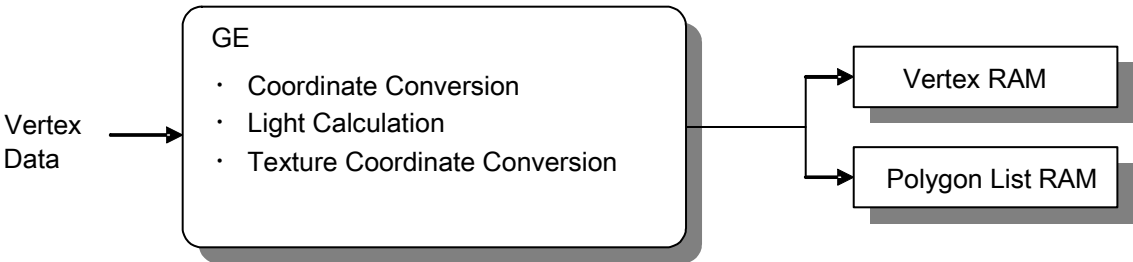 GE
・ Coordinate Conversion
・ Light Calculation
・ Texture Coordinate Conversion
Vertex
Data
Vertex RAM
Polygon List RAM